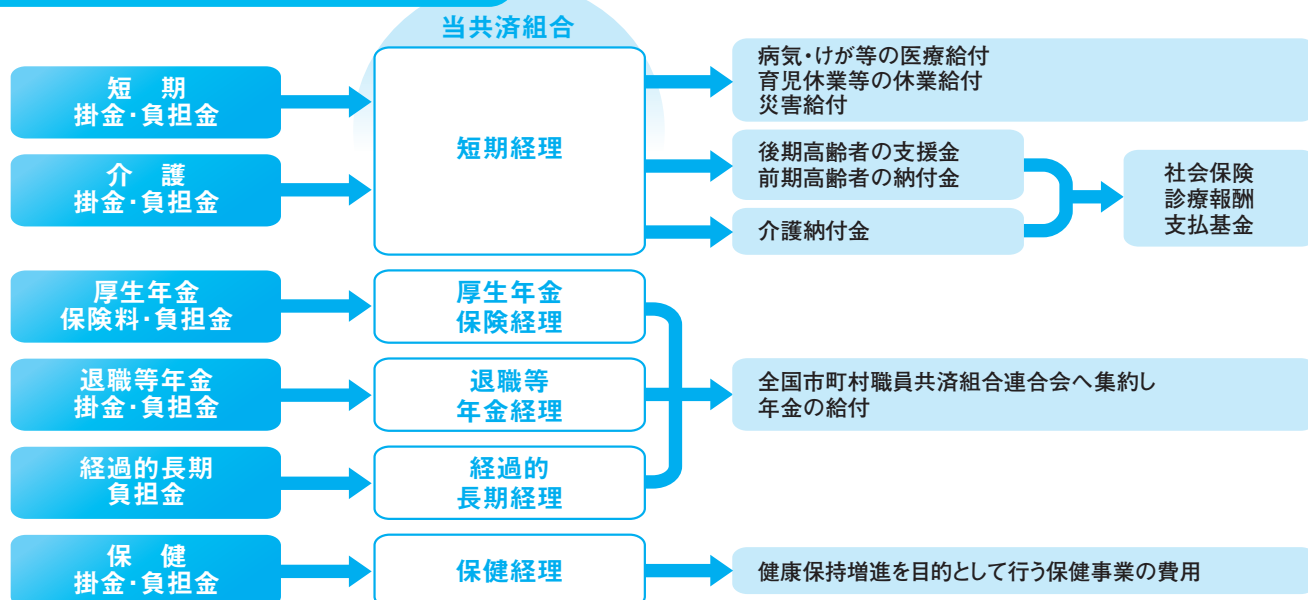 当共済組合
短　期
掛金・負担金
介　護
掛金・負担金
短期経理
病気・けが等の医療給付
育児休業等の休業給付
災害給付
後期高齢者の支援金
前期高齢者の納付金
介護納付金
社会保険
診療報酬
支払基金
厚生年金
保険料・負担金
厚生年金
保険経理
退職等年金
掛金・負担金
退職等
年金経理
全国市町村職員共済組合連合会へ集約し
年金の給付
経過的長期
負担金
経過的
長期経理
保　健
掛金・負担金
保健経理
健康保持増進を目的として行う保健事業の費用